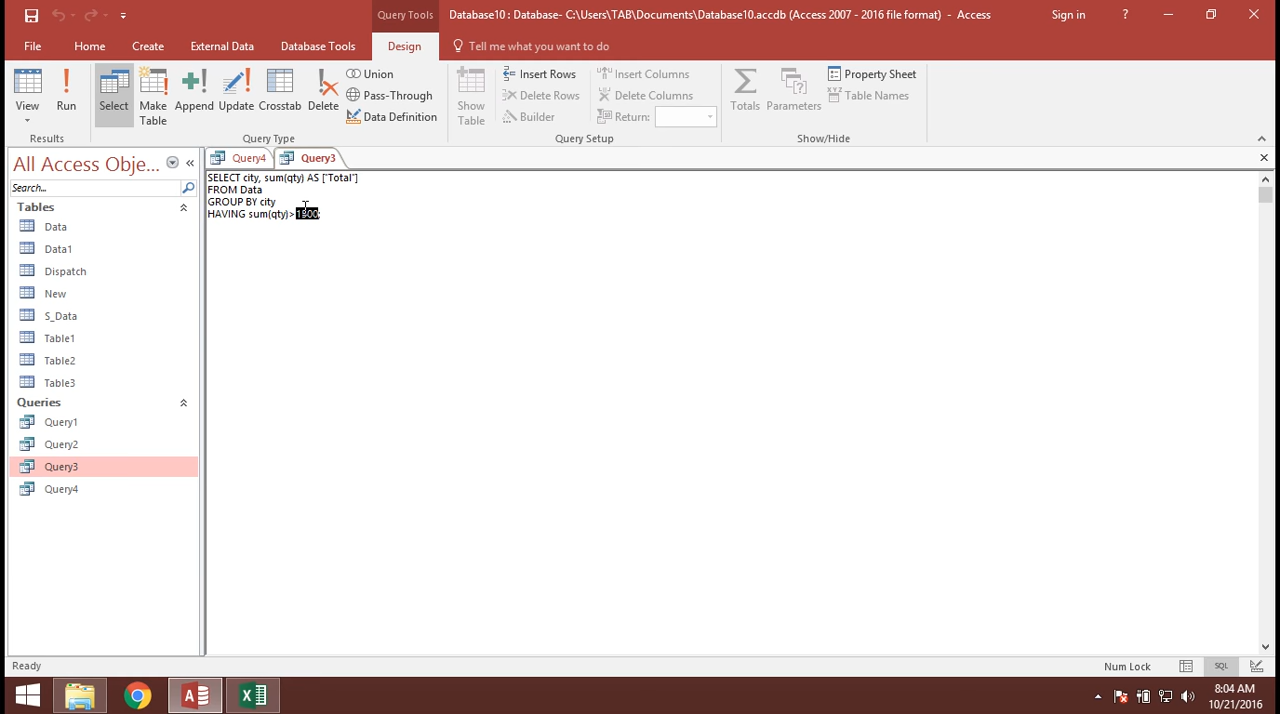 Query Tools
Database10 : Database- C:\Users\TAB\Documents\Database10.accdb (Access 2007 - 2016 file format) - Access
Sign in
?
File
Home
Create
External Data
Database Tools
Design
Tell me what you want to do
View
Run
Select
Make Table
Append
Update
Crosstab
Delete
Union
Pass-Through
Data Definition
Show Table
Insert Rows
Delete Rows
Builder
Insert Columns
Delete Columns
Return:
Totals
Parameters
Property Sheet
Table Names
Results
Query Type
Query Setup
Show/Hide
All Access Obje...
Search...
Tables
Data
Data1
Dispatch
New
S_Data
Table1
Table2
Table3
Queries
Query1
Query2
Query3
Query4
Query4
Query3
SELECT city, sum(qty) AS ["Total"]
FROM Data
GROUP BY city
HAVING sum(qty)>
Ready
Num Lock
SQL
8:04 AM
10/21/2016